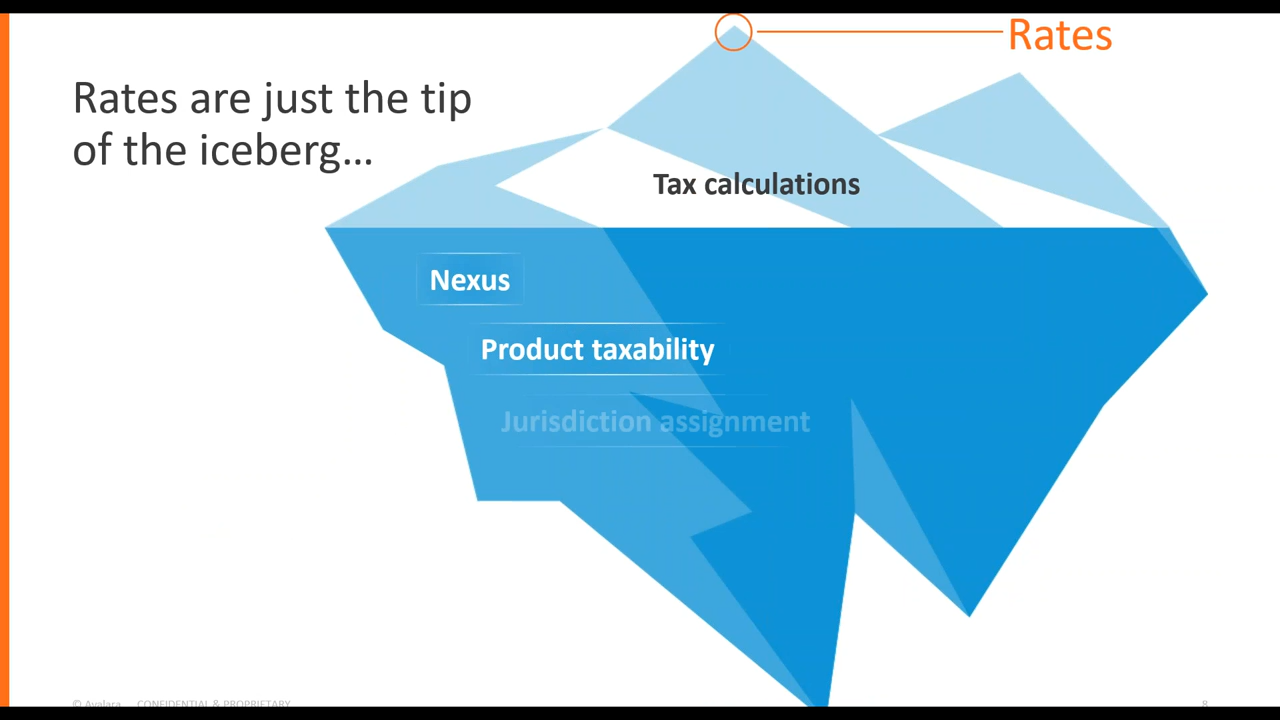 Rates
Rates are just the tip
of the iceberg...
Tax calculations
Nexus
Product taxability
Jurisdiction assignment
© Avalara CONFIDENTIAL & PROPRIETARY
8